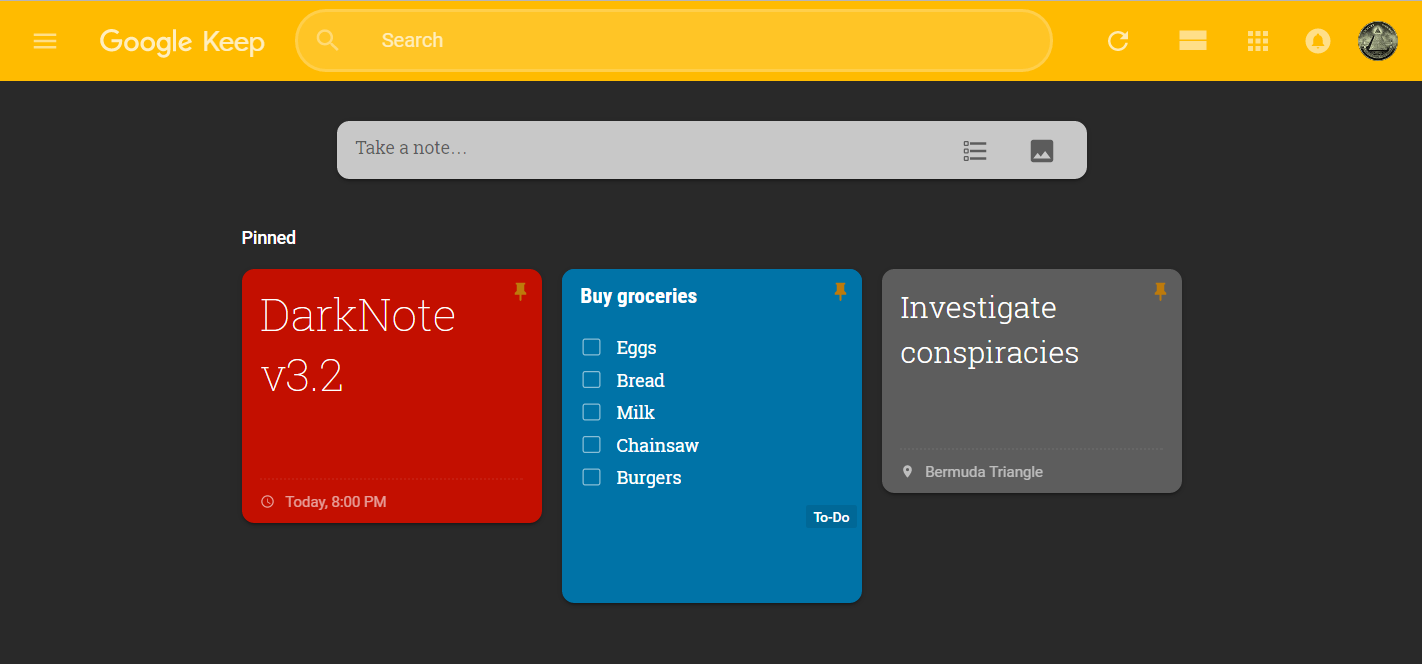 Google Keep
Search
Take a note...
Pinned
DarkNote
v3.2
Today, 8:00 PM
Buy groceries
Eggs
Bread
Milk
Chainsaw
Burgers
To-Do
Investigate
conspiracies
Bermuda Triangle